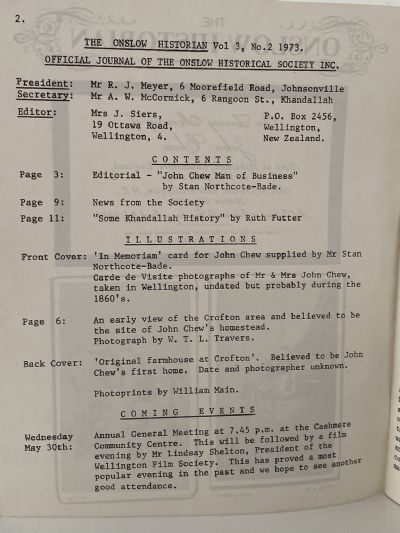 2.
THE ONSLOW HISTORIAN Vol 3, No.2 1973.
OFFICIAL JOURNAL OF THE ONSLOW HISTORICAL SOCIETY INC.
President: Mr R. J. Meyer, 6 Moorefield Road, Johnsonville
Secretary: Mr A. W. McCormick, 6 Rangoon St., Khandallah
Editor: Mrs J. Siers, P.O. Box 2456,
19 Ottawa Road, Wellington,
Wellington, 4. New Zealand.
CONTENTS
Page 3: Editorial - "John Chew Man of Business"
by Stan Northcote-Bade.
Page 9: News from the Society
Page 11: "Some Khandallah History" by Ruth Futter
ILLUSTRATIONS
Front Cover: 'In Memoriam' card for John Chew supplied by Mr Stan
Northcote-Bade.
Carde de Visite photographs of Mr & Mrs John Chew,
taken in Wellington, undated but probably during the
1860's.
Page 6: An early view of the Crofton area and believed to be
the site of John Chew's homestead.
Photograph by W. T. L. Travers.
Back Cover: 'Original farmhouse at Crofton'. Believed to be John
Chew's first home. Date and photographer unknown.
Photoprints by William Main.
COMING EVENTS
Wednesday Annual General Meeting at 7.45 p.m. at the Cashmere
May 30th: Community Centre. This will be followed by a film
evening by Mr Lindsay Shelton, President of the
Wellington Film Society. This has proved a most
popular evening in the past and we hope to see another
good attendance.